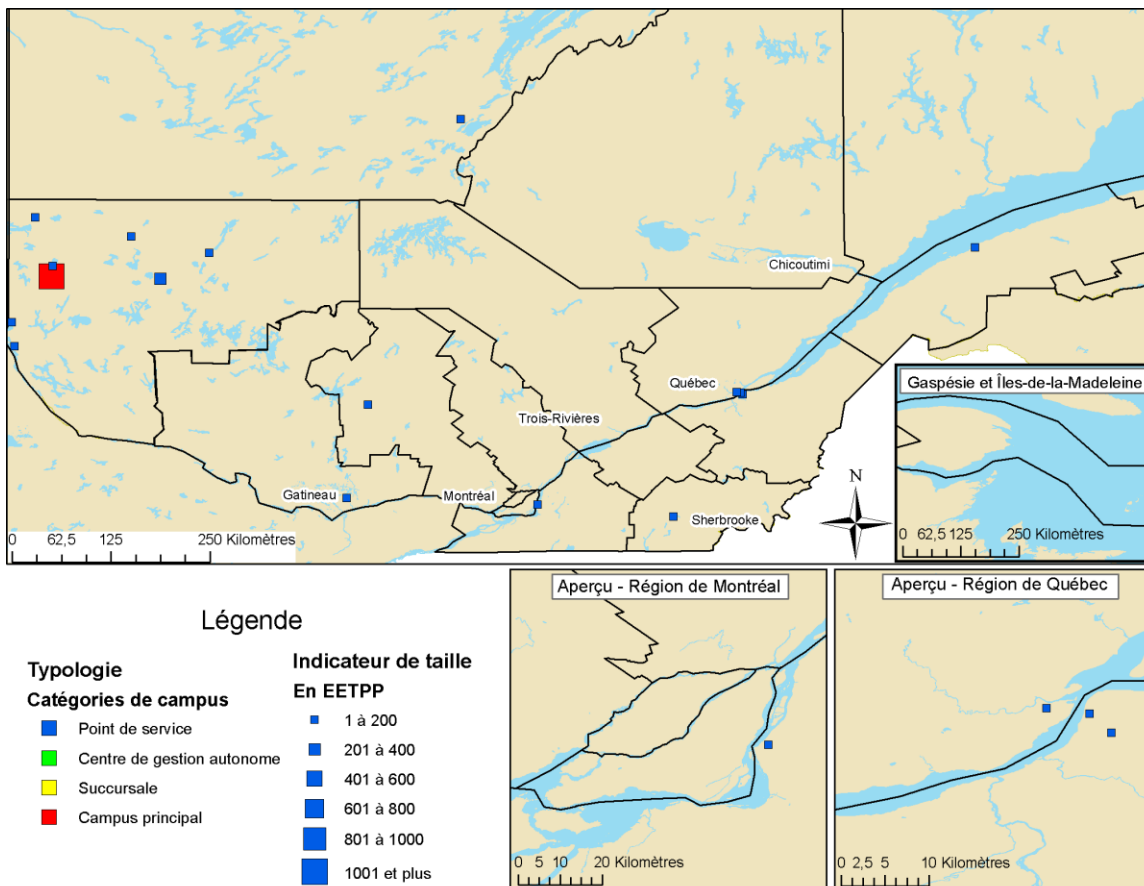 Chicoutimi
Québec
Trois-Rivières
Gatineau
Montréal
Sherbrooke
N
0 62,5 125 250 Kilomètres
Gaspésie et Îles-de-la-Madeleine
0 62,5 125 250 Kilomètres
Légende
Typologie
Catégories de campus
Point de service
Centre de gestion autonome
Succursale
Campus principal
Indicateur de taille
En EETPP
1 à 200
201 à 400
401 à 600
601 à 800
801 à 1000
1001 et plus
Aperçu - Région de Montréal
0 5 10 20 Kilomètres
Aperçu - Région de Québec
0 2,5 5 10 Kilomètres